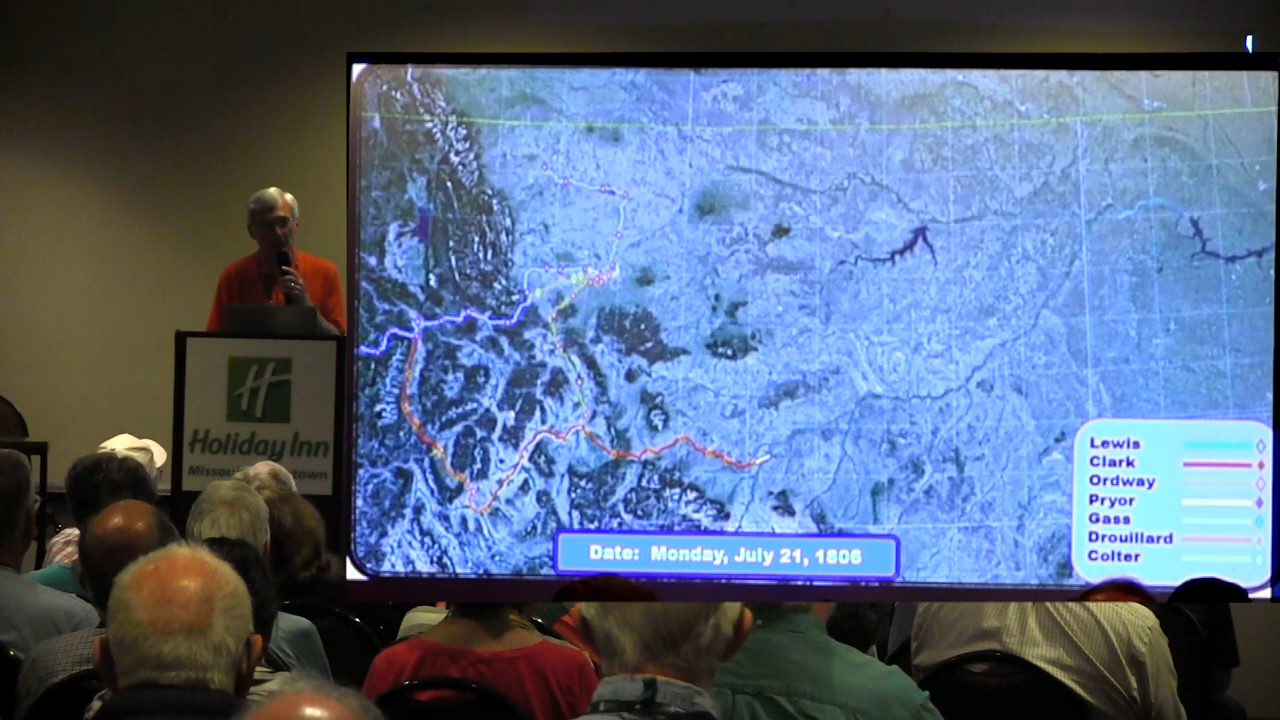 H
Holiday Inn
Lewis
Clark
Ordway
Pryor
Gass
Drouillard
Colter
Date: Monday, July 21, 1806